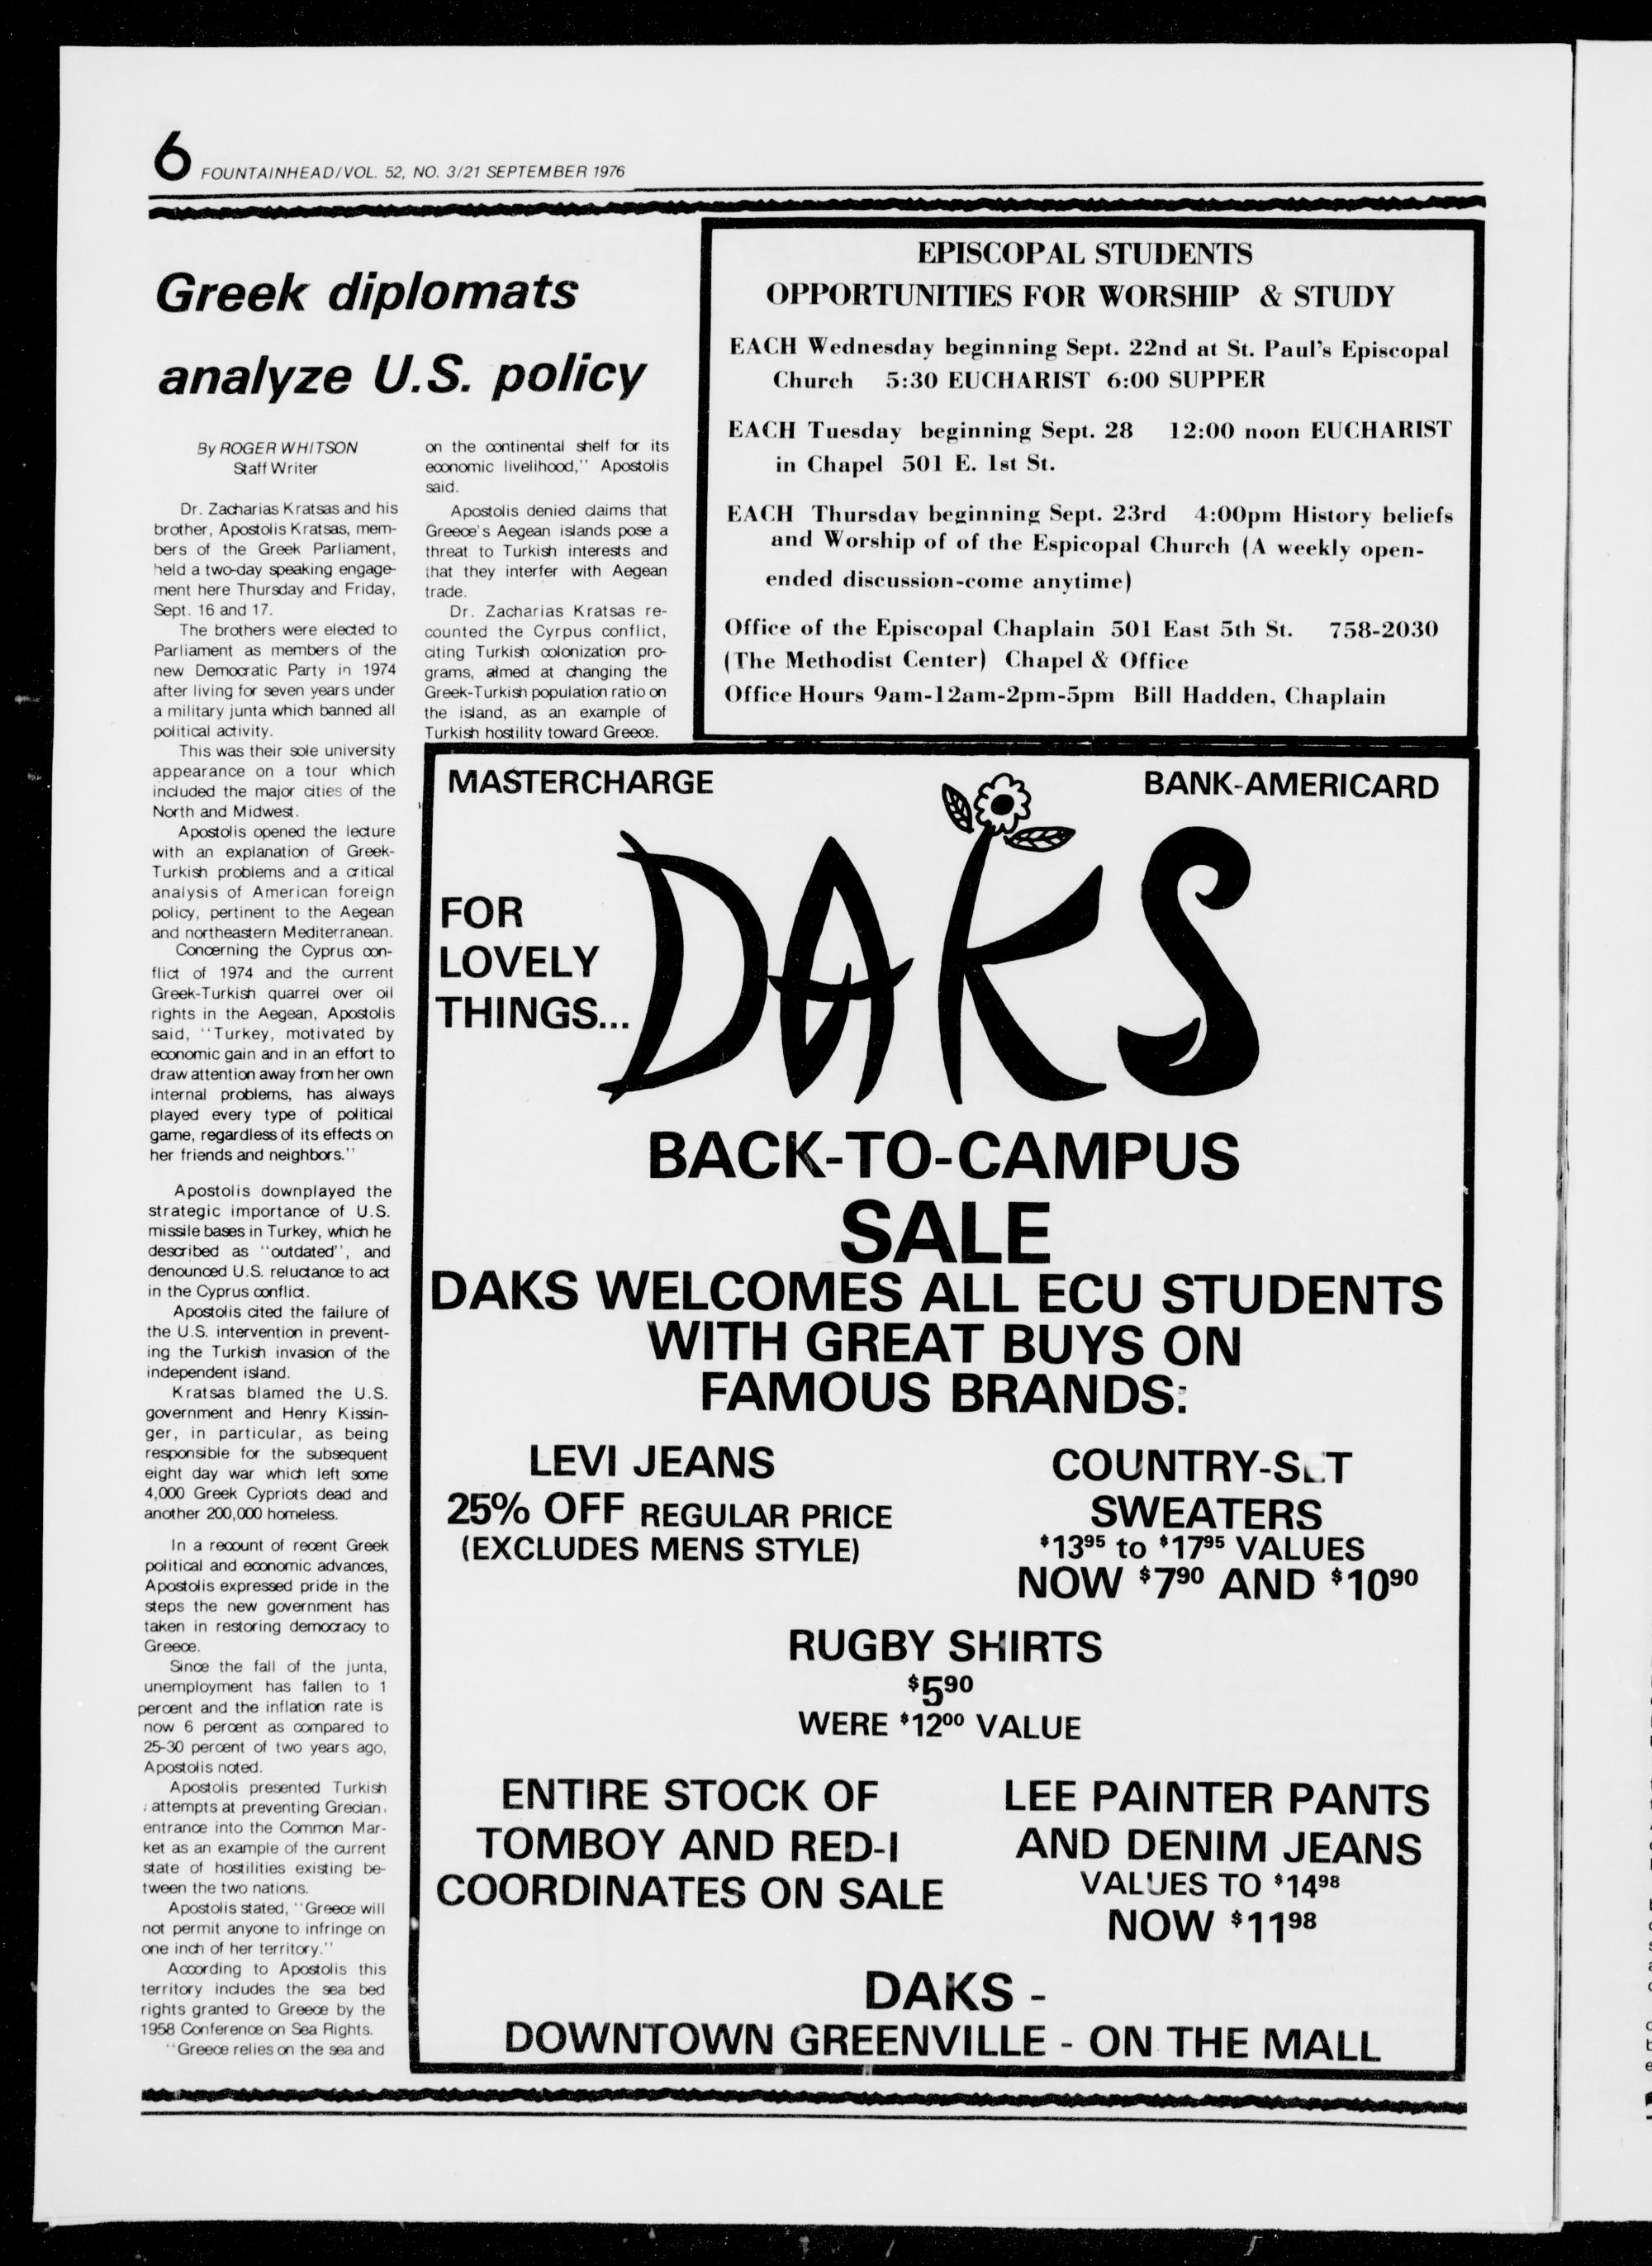 6 FOUNTAINHEAD/VOL. 52, NO. 3/21 SEPTEMBER 1976
Greek diplomats
analyze U.S. policy
By ROGER WHITSON
Staff Writer
Dr. Zacharias Kratsas and his
brother, Apostolis Kratsas, mem-
bers of the Greek Parliament,
held a two-day speaking engage-
ment here Thursday and Friday,
Sept. 16 and 17.
The brothers were elected to
Parliament as members of the
new Democratic Party in 1974
after living for seven years under
a military junta which banned all
political activity.
This was their sole university
appearance on a tour which
included the major cities of the
North and Midwest.
Apostolis opened the lecture
with an explanation of Greek-
Turkish problems and a critical
analysis of American foreign
policy, pertinent to the Aegean
and northeastern Mediterranean.
Concerning the Cyprus con-
flict of 1974 and the current
Greek-Turkish quarrel over oil
rights in the Aegean, Apostolis
said, ''Turkey, motivated by
economic gain and in an effort to
draw attention away from her own
internal problems, has always
played every type of political
game, regardless of its effects on
her friends and neighbors.''
Apostolis downplayed the
strategic importance of U.S.
missile bases in Turkey, which he
described as ''outdated'', and
denounced U.S. reluctance to act
in the Cyprus conflict.
Apostolis cited the failure of
the U.S. intervention in prevent-
ing the Turkish invasion of the
independent island.
Kratsas blamed the U.S.
government and Henry Kissin-
ger, in particular, as being
responsible for the subsequent
eight day war which left some
4,000 Greek Cypriots dead and
another 200,000 homeless.
In a recount of recent Greek
political and economic advances,
Apostolis expressed pride in the
steps the new government has
taken in restoring democracy to
Greece.
Since the fall of the junta,
unemployment has fallen to 1
percent and the inflation rate is
now 6 percent as compared to
25-30 percent of two years ago,
Apostolis noted.
Apostolis presented Turkish
attempts at preventing Grecian
entrance into the Common Mar-
ket as an example of the current
state of hostilities existing be-
tween the two nations.
Apostolis stated, ''Greece will
not permit anyone to infringe on
one inch of her territory.''
According to Apostolis this
territory includes the sea bed
rights granted to Greece by the
1958 Conference on Sea Rights.
''Greece relies on the sea and
on the continental shelf for its
economic livelihood,'' Apostolis
said.
Apostolis denied claims that
Greece's Aegean islands pose a
threat to Turkish interests and
that they interfer with Aegean
trade.
Dr. Zacharias Kratsas re-
counted the Cyrpus conflict,
citing Turkish colonization pro-
grams, aimed at changing the
Greek-Turkish population ratio on
the island, as an example of
Turkish hostility toward Greece.
EPISCOPAL STUDENTS
OPPORTUNITIES FOR WORSHIP & STUDY
EACH Wednesday beginning Sept. 22nd at St. Paul's Episcopal
Church 5:30 EUCHARIST 6:00 SUPPER
EACH Tuesday beginning Sept. 28 12:00 noon EUCHARIST
in Chapel 501 E. 1st St.
EACH Thursday beginning Sept. 23rd 4:00pm History beliefs
and Worship of of the Espicopal Church (A weekly open-
ended discussion-come anytime)
Office of the Episcopal Chaplain 501 East 5th St. 758-2030
(The Methodist Center) Chapel & Office
Office Hours 9am-12am-2pm-5pm Bill Hadden, Chaplain
MASTERCHARGE BANK-AMERICARD
FOR
LOVELY
THINGS...
DAKS
BACK-TO-CAMPUS
SALE
DAKS WELCOMES ALL ECU STUDENTS
WITH GREAT BUYS ON
FAMOUS BRANDS:
LEVI JEANS
25% OFF REGULAR PRICE
(EXCLUDES MENS STYLE)
COUNTRY-SET
SWEATERS
$1395 to $1795 VALUES
NOW $790 AND $1090
RUGBY SHIRTS
$590
WERE $1200 VALUE
ENTIRE STOCK OF
TOMBOY AND RED-I
COORDINATES ON SALE
LEE PAINTER PANTS
AND DENIM JEANS
VALUES TO $1498
NOW $1198
DAKS -
DOWNTOWN GREENVILLE - ON THE MALL